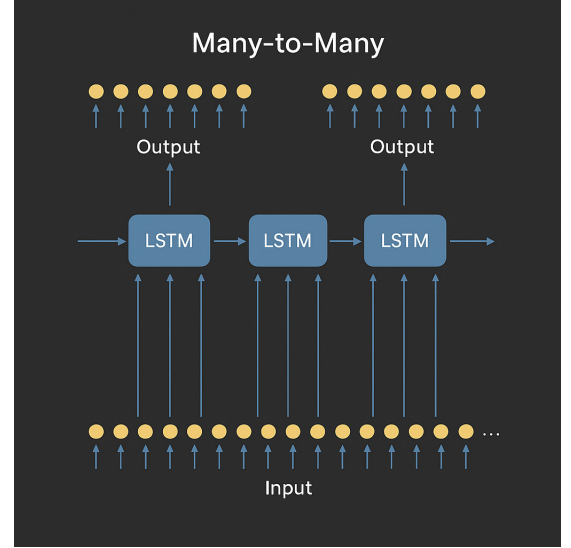 Many-to-Many
Output Output
LSTM LSTM LSTM
...
Input